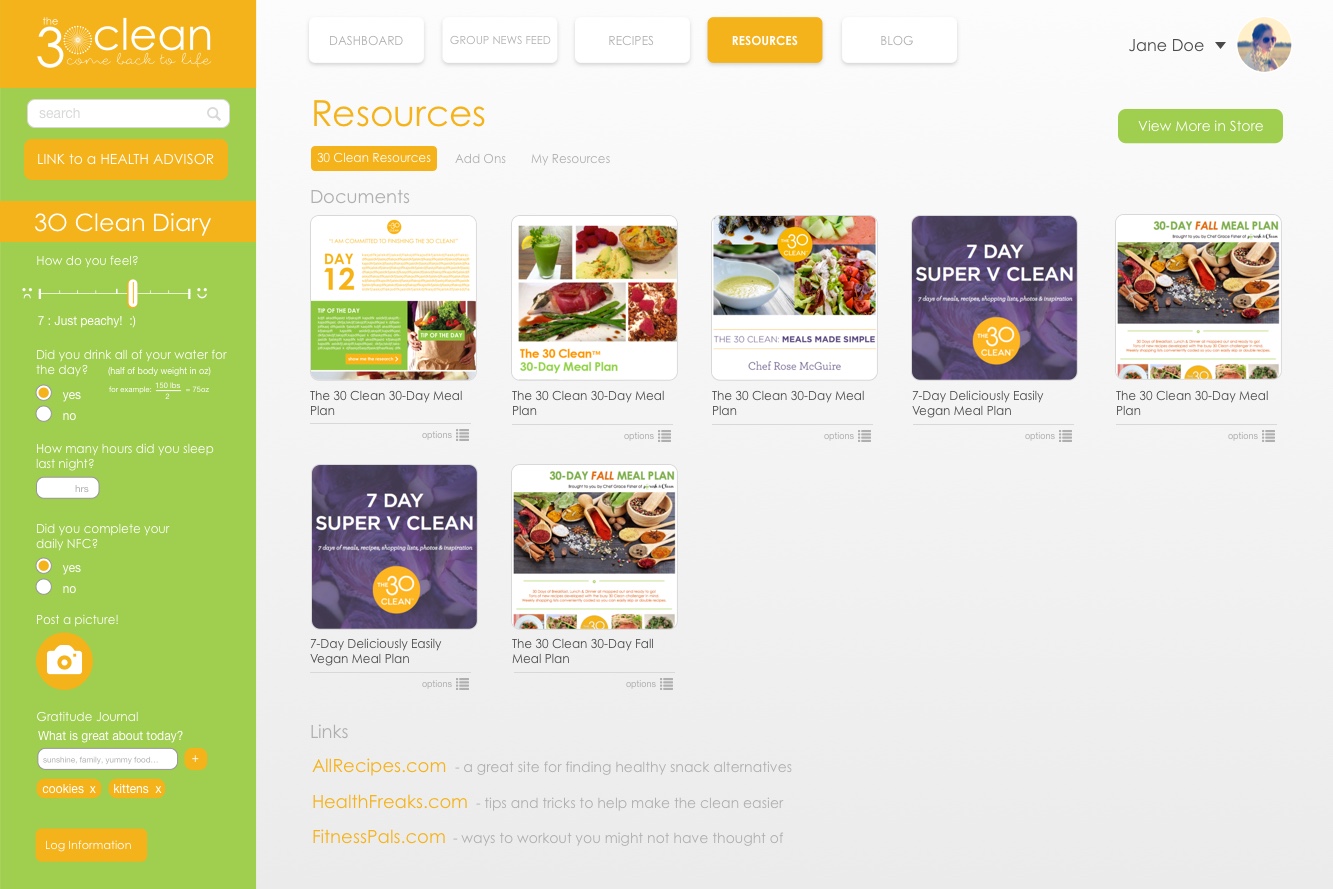 the
30clean
come back to life
search
LINK to a HEALTH ADVISOR
30 Clean Diary
How do you feel?
7 : Just peachy! :)
Did you drink all of your water for
the day? (half of body weight in oz)
for example: 150 lbs / 2 = 75oz
yes
no
How many hours did you sleep
last night?
hrs
Did you complete your
daily NFC?
yes
no
Post a picture!
Gratitude Journal
What is great about today?
sunshine, family, yummy food...
+
cookies x kittens x
Log Information
DASHBOARD
GROUP NEWS FEED
RECIPES
RESOURCES
BLOG
Jane Doe
Resources
View More in Store
30 Clean Resources
Add Ons
My Resources
Documents
"I AM COMMITTED TO FINISHING THE 30 CLEAN!"
DAY
12
TIP OF THE DAY
TIP OF THE DAY
show me the research
The 30 Clean 30-Day Meal
Plan
options
The 30 Clean™
30-Day Meal Plan
The 30 Clean 30-Day Meal
Plan
options
THE 30
CLEAN
THE 30 CLEAN: MEALS MADE SIMPLE
Chef Rose McGuire
The 30 Clean 30-Day Meal
Plan
options
7 DAY
SUPER V CLEAN
7 days of meals, recipes, shopping lists, photos & inspiration
THE 30
CLEAN
7-Day Deliciously Easily
Vegan Meal Plan
options
30-DAY FALL MEAL PLAN
The 30 Clean 30-Day Meal
Plan
options
7 DAY
SUPER V CLEAN
7 days of meals, recipes, shopping lists, photos & inspiration
THE 30
CLEAN
7-Day Deliciously Easily
Vegan Meal Plan
options
30-DAY FALL MEAL PLAN
The 30 Clean 30-Day Fall
Meal Plan
options
Links
AllRecipes.com - a great site for finding healthy snack alternatives
HealthFreaks.com - tips and tricks to help make the clean easier
FitnessPals.com - ways to workout you might not have thought of